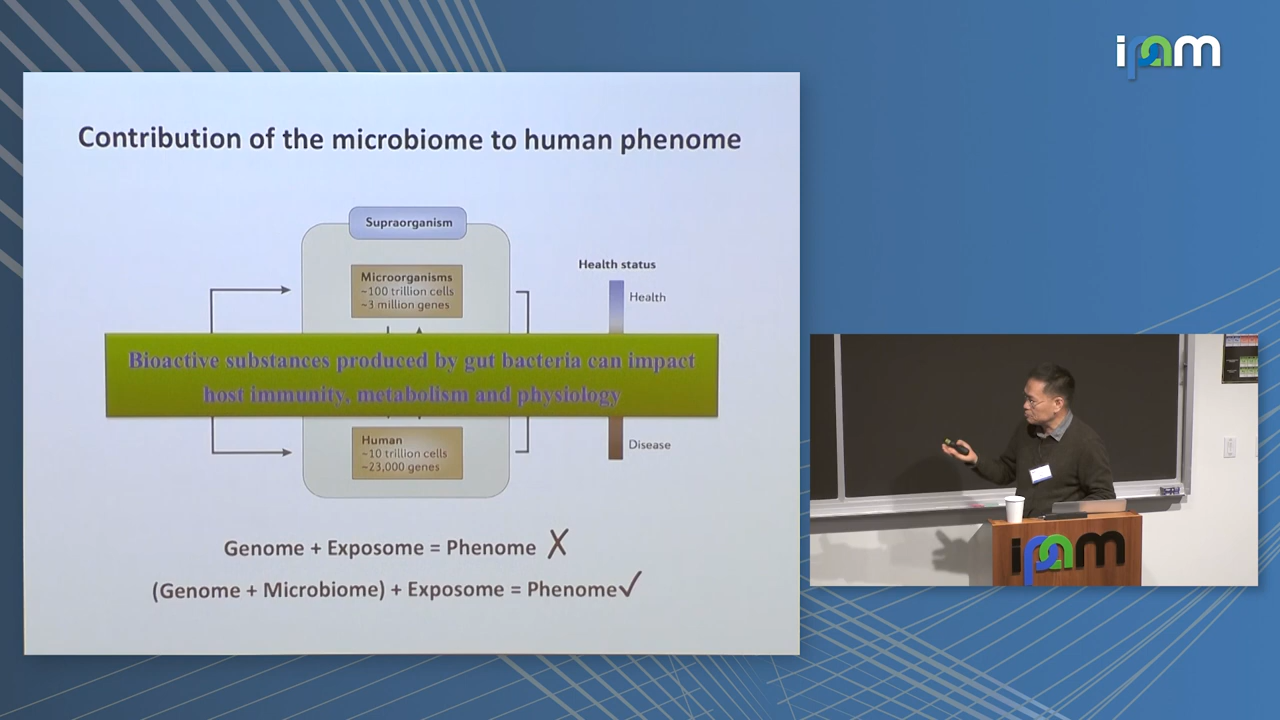 ipam
Contribution of the microbiome to human phenome
Supraorganism
Microorganisms
~100 trillion cells
~3 million genes
Health status
Health
Bioactive substances produced by gut bacteria can impact
host immunity, metabolism and physiology
Human
~10 trillion cells
~23,000 genes
Disease
Genome + Exposome = Phenome X
(Genome + Microbiome) + Exposome = Phenome✓
ipam